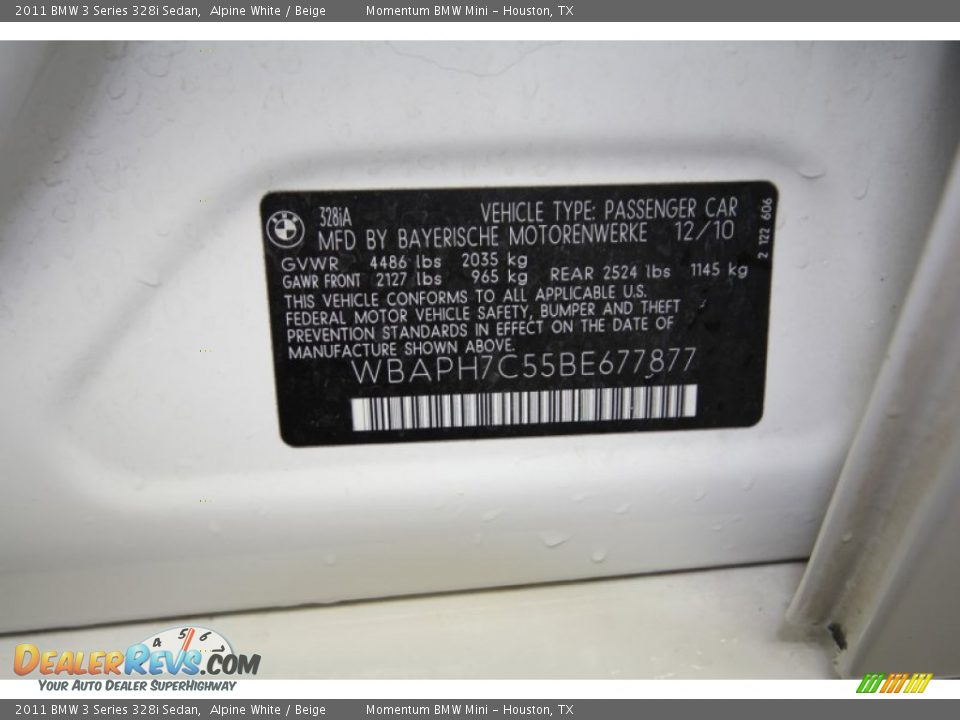 2011 BMW 3 Series 328i Sedan, Alpine White / Beige Momentum BMW Mini - Houston, TX
328iA VEHICLE TYPE: PASSENGER CAR
MFD BY BAYERISCHE MOTORENWERKE 12/10
GVWR 4486 lbs 2035 kg
GAWR FRONT 2127 lbs 965 kg REAR 2524 lbs 1145 kg
THIS VEHICLE CONFORMS TO ALL APPLICABLE U.S.
FEDERAL MOTOR VEHICLE SAFETY, BUMPER AND THEFT
PREVENTION STANDARDS IN EFFECT ON THE DATE OF
MANUFACTURE SHOWN ABOVE.
WBAPH7C55BE677877
2 122 606
4 5 6 7
DEALERREVS.COM
YOUR AUTO DEALER SUPERHIGHWAY
2011 BMW 3 Series 328i Sedan, Alpine White / Beige Momentum BMW Mini - Houston, TX